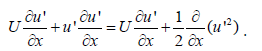 U ∂u'/∂x + u' ∂u'/∂x = U ∂u'/∂x + 1/2 ∂/∂x (u'²).